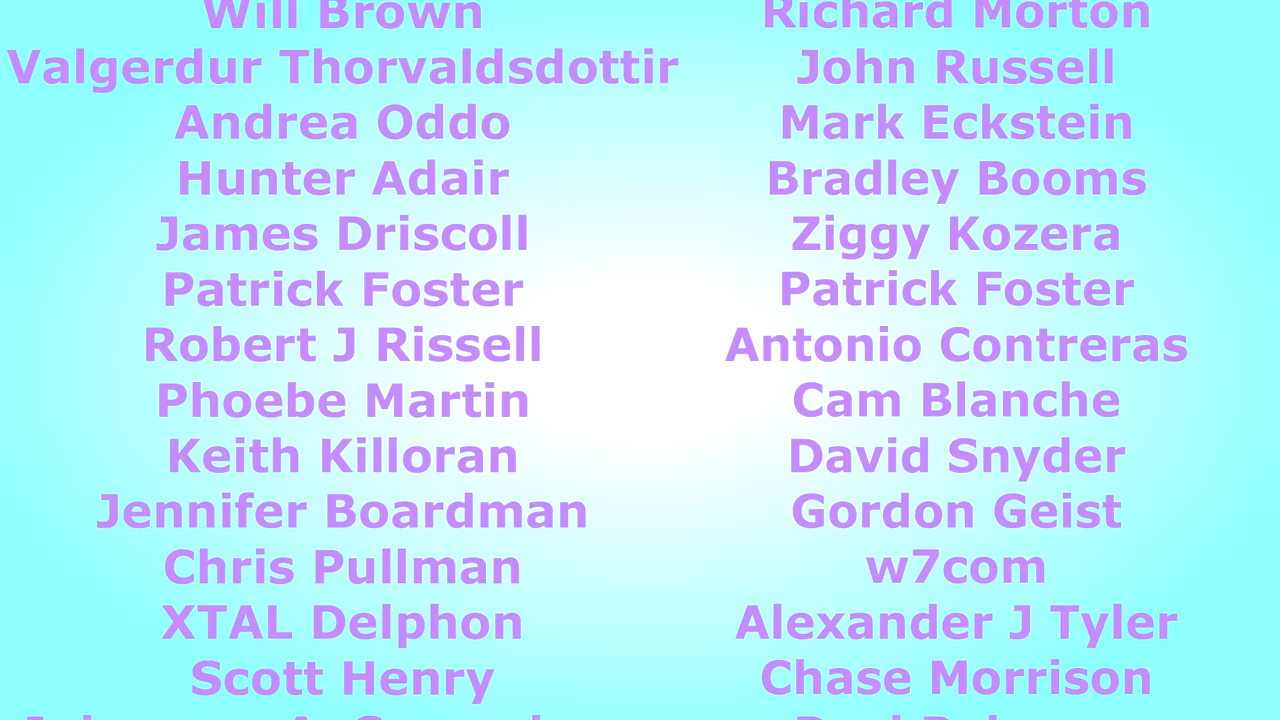 Will Brown
Valgerdur Thorvaldsdottir
Andrea Oddo
Hunter Adair
James Driscoll
Patrick Foster
Robert J Rissell
Phoebe Martin
Keith Killoran
Jennifer Boardman
Chris Pullman
XTAL Delphon
Scott Henry
Richard Morton
John Russell
Mark Eckstein
Bradley Booms
Ziggy Kozera
Patrick Foster
Antonio Contreras
Cam Blanche
David Snyder
Gordon Geist
w7com
Alexander J Tyler
Chase Morrison